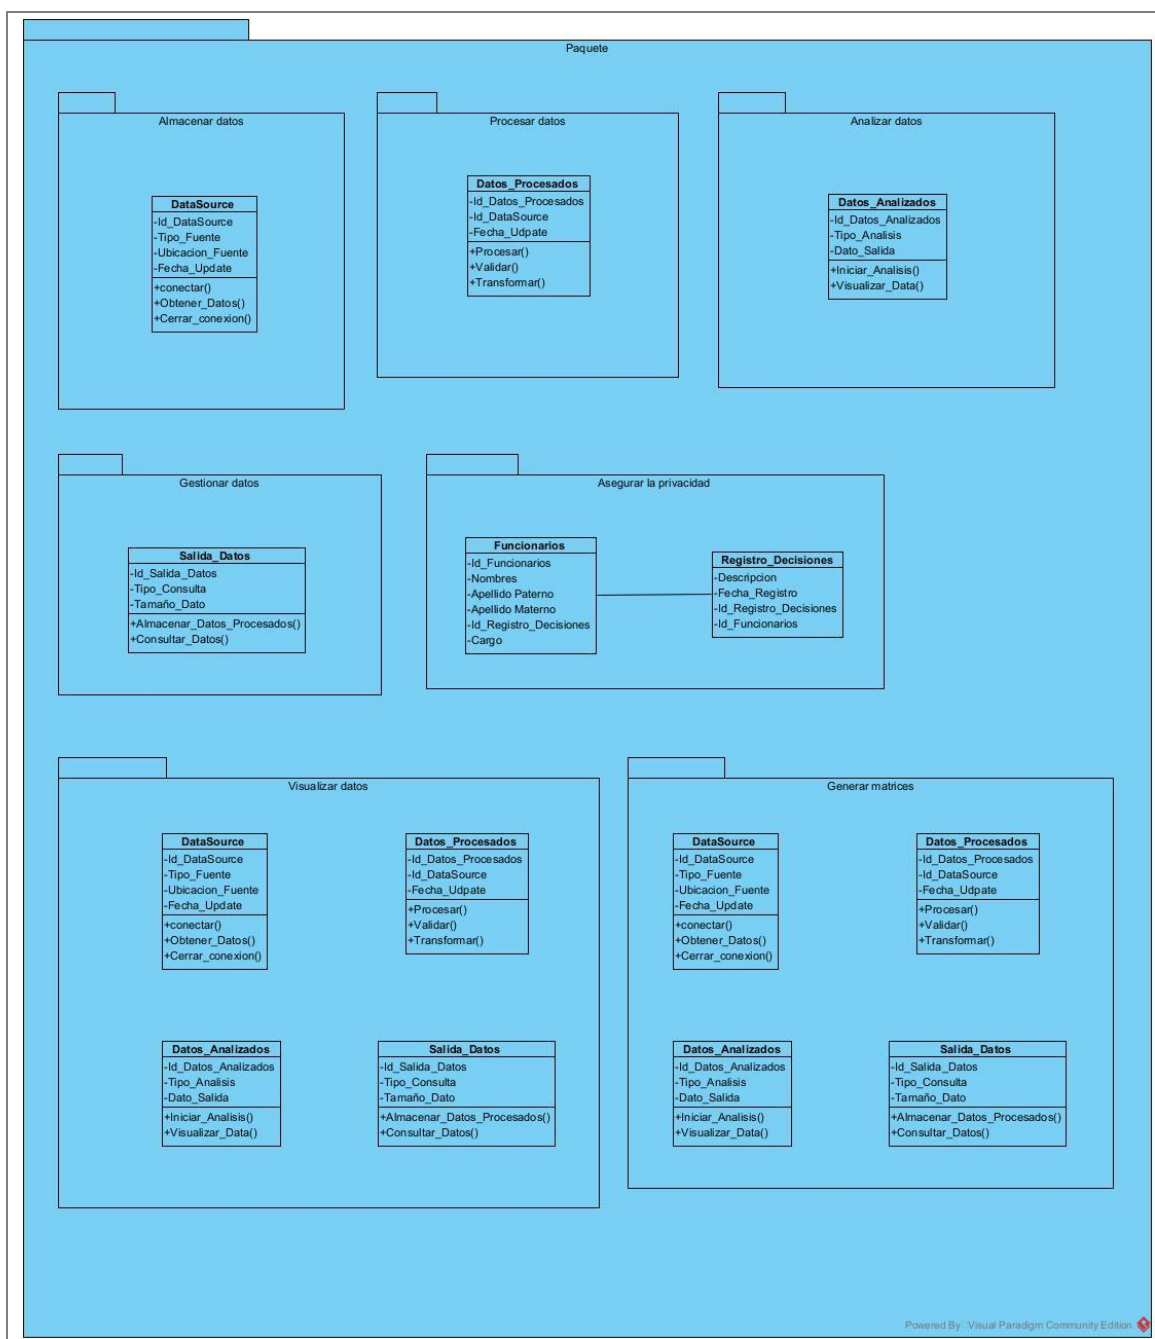 Paquete
Almacenar datos
DataSource
-Id_DataSource
-Tipo_Fuente
-Ubicacion_Fuente
-Fecha_Update
+conectar()
+Obtener_Datos()
+Cerrar_conexion()
Procesar datos
Datos_Procesados
-Id_Datos_Procesados
-Id_DataSource
-Fecha_Udpate
+Procesar()
+Validar()
+Transformar()
Analizar datos
Datos_Analizados
-Id_Datos_Analizados
-Tipo_Analisis
-Dato_Salida
+Iniciar_Analisis()
+Visualizar_Data()
Gestionar datos
Salida_Datos
-Id_Salida_Datos
-Tipo_Consulta
-Tamaño_Dato
+Almacenar_Datos_Procesados()
+Consultar_Datos()
Asegurar la privacidad
Funcionarios
-Id_Funcionarios
-Nombres
-Apellido Paterno
-Apellido Materno
-Id_Registro_Decisiones
-Cargo
Registro_Decisiones
-Descripcion
-Fecha_Registro
-Id_Registro_Decisiones
-Id_Funcionarios
Visualizar datos
DataSource
-Id_DataSource
-Tipo_Fuente
-Ubicacion_Fuente
-Fecha_Update
+conectar()
+Obtener_Datos()
+Cerrar_conexion()
Datos_Procesados
-Id_Datos_Procesados
-Id_DataSource
-Fecha_Udpate
+Procesar()
+Validar()
+Transformar()
Datos_Analizados
-Id_Datos_Analizados
-Tipo_Analisis
-Dato_Salida
+Iniciar_Analisis()
+Visualizar_Data()
Salida_Datos
-Id_Salida_Datos
-Tipo_Consulta
-Tamaño_Dato
+Almacenar_Datos_Procesados()
+Consultar_Datos()
Generar matrices
DataSource
-Id_DataSource
-Tipo_Fuente
-Ubicacion_Fuente
-Fecha_Update
+conectar()
+Obtener_Datos()
+Cerrar_conexion()
Datos_Procesados
-Id_Datos_Procesados
-Id_DataSource
-Fecha_Udpate
+Procesar()
+Validar()
+Transformar()
Datos_Analizados
-Id_Datos_Analizados
-Tipo_Analisis
-Dato_Salida
+Iniciar_Analisis()
+Visualizar_Data()
Salida_Datos
-Id_Salida_Datos
-Tipo_Consulta
-Tamaño_Dato
+Almacenar_Datos_Procesados()
+Consultar_Datos()
Powered By Visual Paradigm Community Edition